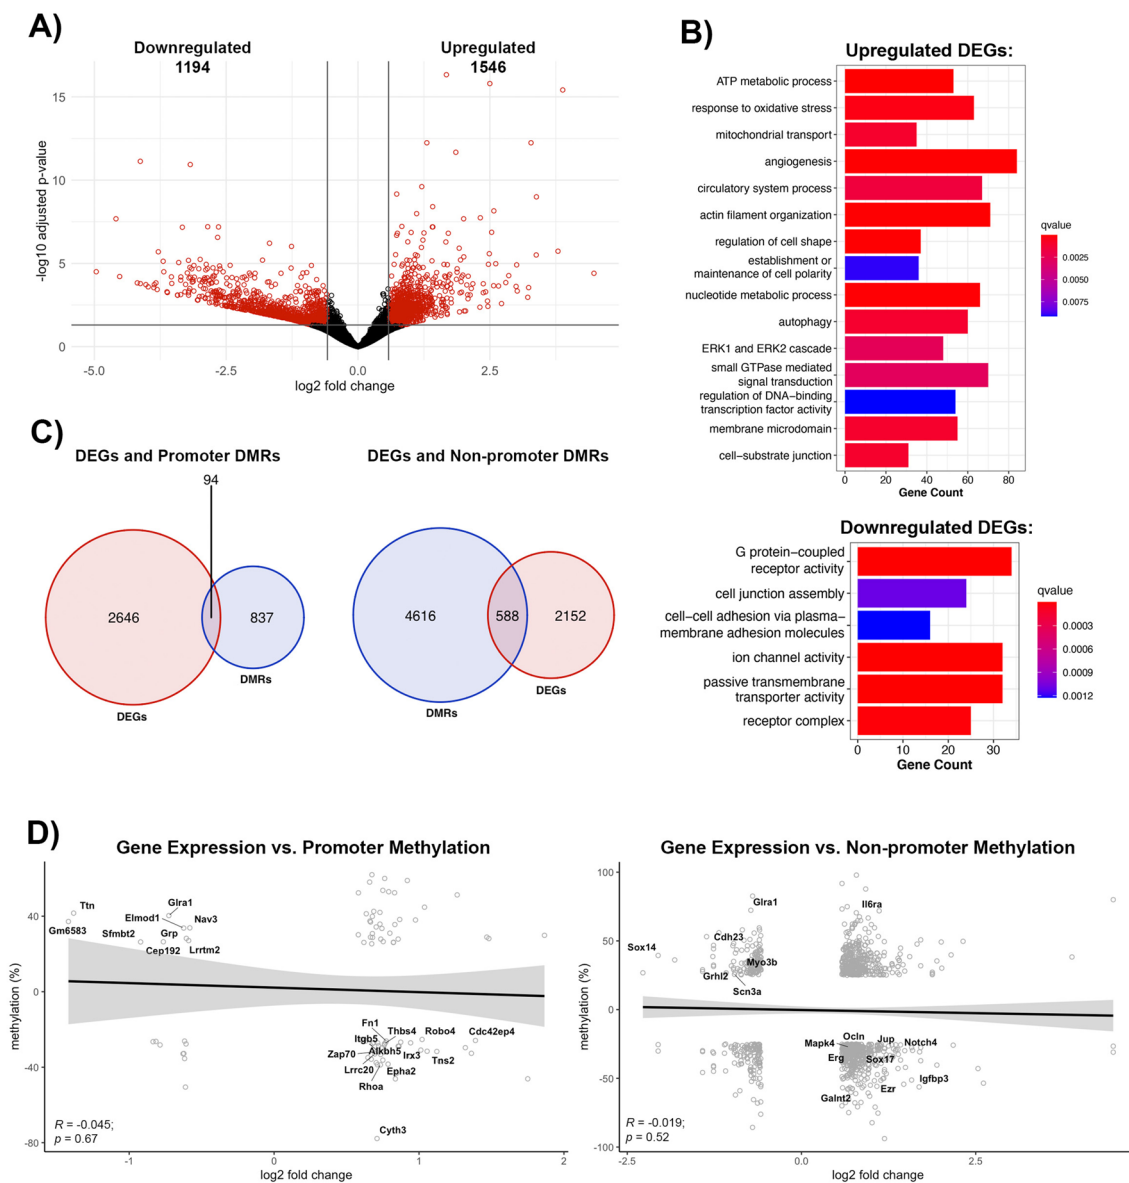 A)
Downregulated
1194
Upregulated
1546
-log10 adjusted p-value
15
10
5
0
-5.0
-2.5
0.0
2.5
log2 fold change
B)
Upregulated DEGs:
ATP metabolic process
response to oxidative stress
mitochondrial transport
angiogenesis
circulatory system process
actin filament organization
regulation of cell shape
establishment or
maintenance of cell polarity
nucleotide metabolic process
autophagy
ERK1 and ERK2 cascade
small GTPase mediated
signal transduction
regulation of DNA-binding
transcription factor activity
membrane microdomain
cell-substrate junction
0
20
40
60
80
Gene Count
qvalue
0.0025
0.0050
0.0075
Downregulated DEGs:
G protein-coupled
receptor activity
cell junction assembly
cell-cell adhesion via plasma-
membrane adhesion molecules
ion channel activity
passive transmembrane
transporter activity
receptor complex
0
10
20
30
Gene Count
qvalue
0.0003
0.0006
0.0009
0.0012
C)
DEGs and Promoter DMRs
94
2646
837
DMRs
DEGs
DEGs and Non-promoter DMRs
4616
588
2152
DEGs
DMRs
D)
Gene Expression vs. Promoter Methylation
methylation (%)
40
0
-40
-80
Ttn
Gm6583
Sfmbt2
Elmod1
Glra1
Nav3
Grp
Cep192
Lrrtm2
Fn1
Thbs4
Robo4
Cdc42ep4
Itgb5
Zap70
Alkbh5
Irx3
Tns2
Lrrc20
Epha2
Rhoa
Cyth3
R = -0.045;
p = 0.67
-1
0
1
2
log2 fold change
Gene Expression vs. Non-promoter Methylation
methylation (%)
100
50
0
-50
-100
Glra1
Il6ra
Sox14
Cdh23
Myo3b
Grhl2
Scn3a
Ocln
Mapk4
Jup
Notch4
Erg
Sox17
Igfbp3
Ezr
Galnt2
R = -0.019;
p = 0.52
-2.5
0.0
2.5
log2 fold change